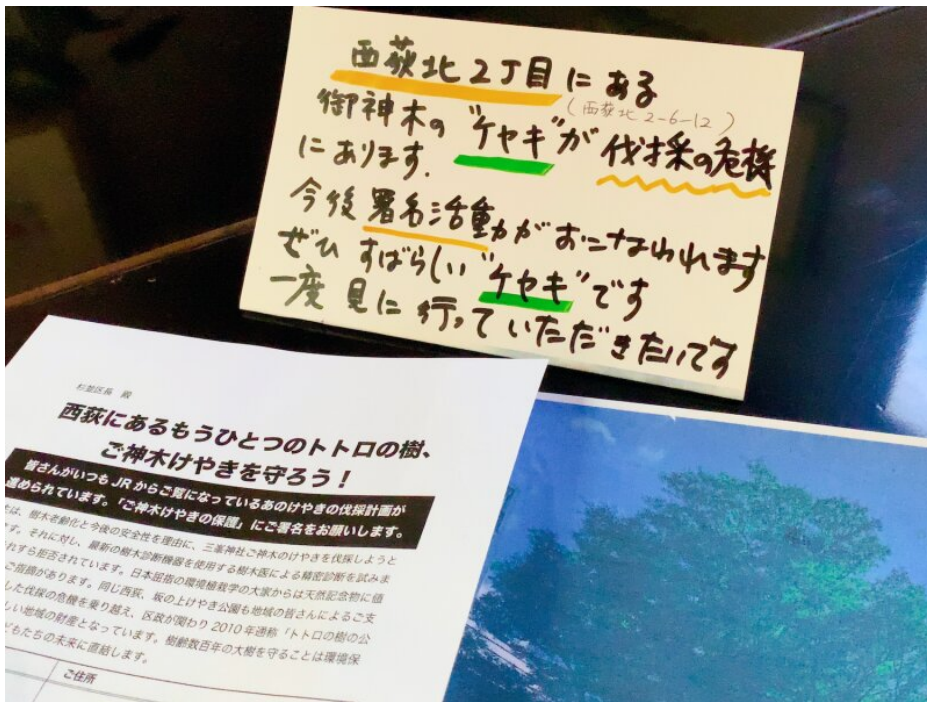 西荻北2丁目にある
(西荻北2-6-12)
御神木の"ケヤキ"が伐採の危機
にあります.
今後署名活動がおこなわれます
ぜひすばらしい"ケヤキ"です
一度見に行っていただきたいです
杉並区長 殿
西荻にあるもうひとつのトトロの樹、
ご神木けやきを守ろう!
皆さんがいつもJRからご覧になっているあのけやきの伐採計画が
進められています。「ご神木けやきの保護」にご署名をお願いします。
は、樹木老齢化と今後の安全性を理由に、三峯神社ご神木のけやきを伐採しようと
す。それに対し、最新の樹木診断機器を使用する樹木医による精密診断を試みま
れすら拒否されています。日本屈指の環境植栽学の大家からは天然記念物に値
ご指摘があります。同じ西荻、坂の上けやき公園も地域の皆さんによるご支
した伐採の危機を乗り越え、区政が関わり2010年通称「トトロの樹の公
しい地域の財産となっています。樹齢数百年の大樹を守ることは環境保
どもたちの未来に直結します。
ご住所